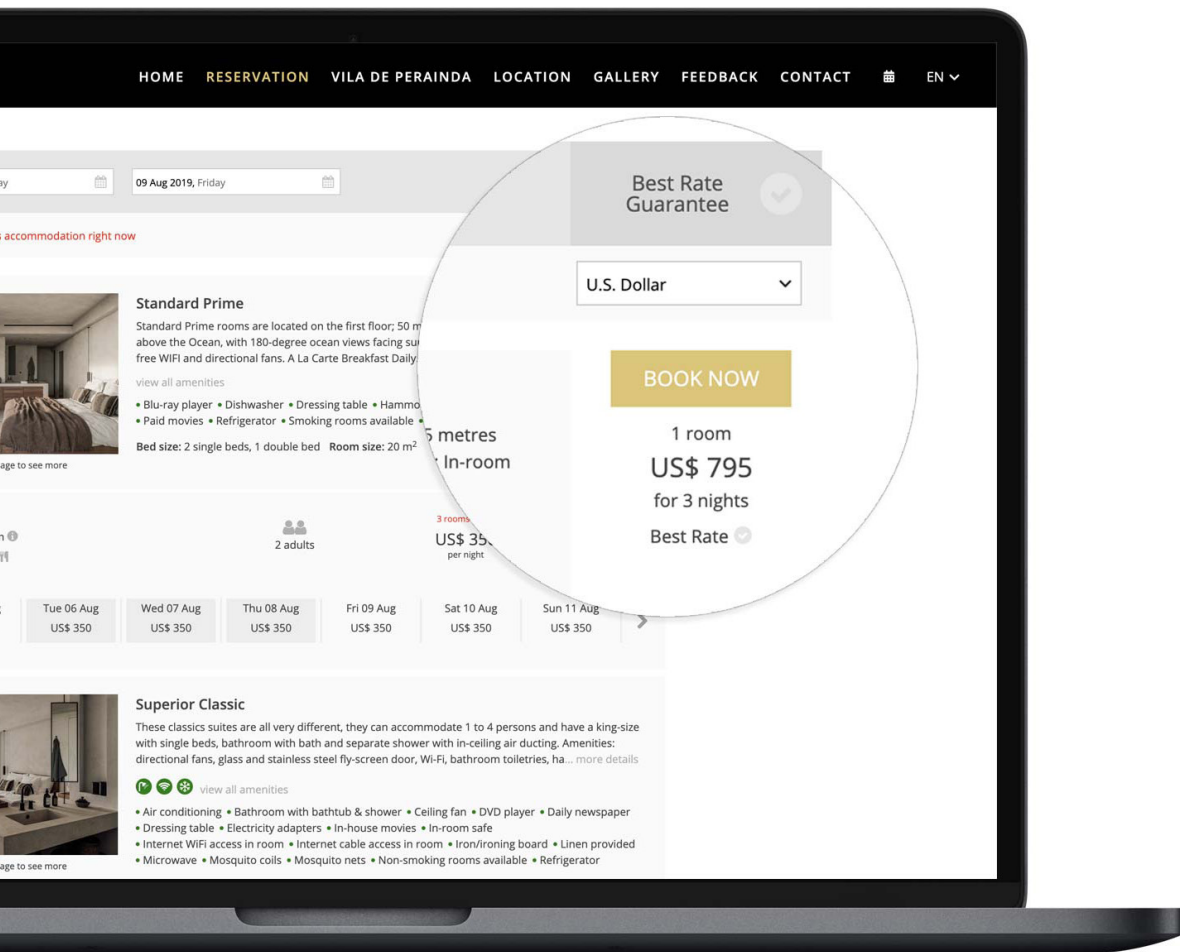 HOME RESERVATION VILA DE PERAINDA LOCATION GALLERY FEEDBACK CONTACT EN
09 Aug 2019, Friday
Best Rate
Guarantee
accommodation right now
U.S. Dollar
Standard Prime
Standard Prime rooms are located on the first floor; 50 m
above the Ocean, with 180-degree ocean views facing
free WIFI and directional fans. A La Carte Breakfast Daily
view all amenities
• Blu-ray player • Dishwasher • Dressing table • Hammo
• Paid movies • Refrigerator • Smoking rooms available •
Bed size: 2 single beds, 1 double bed Room size: 20 m²
age to see more
BOOK NOW
5 metres
In-room
1 room
US$ 795
for 3 nights
Best Rate
2 adults
3 rooms
US$ 35
per night
Tue 06 Aug Wed 07 Aug Thu 08 Aug Fri 09 Aug Sat 10 Aug Sun 11 Aug
US$ 350 US$ 350 US$ 350 US$ 350 US$ 350 US$ 350
Superior Classic
These classics suites are all very different, they can accommodate 1 to 4 persons and have a king-size
with single beds, bathroom with bath and separate shower with in-ceiling air ducting. Amenities:
directional fans, glass and stainless steel fly-screen door, Wi-Fi, bathroom toiletries, ha... more details
view all amenities
• Air conditioning • Bathroom with bathtub & shower • Ceiling fan • DVD player • Daily newspaper
• Dressing table • Electricity adapters • In-house movies • In-room safe
• Internet WiFi access in room • Internet cable access in room • Iron/ironing board • Linen provided
• Microwave • Mosquito coils • Mosquito nets • Non-smoking rooms available • Refrigerator
age to see more